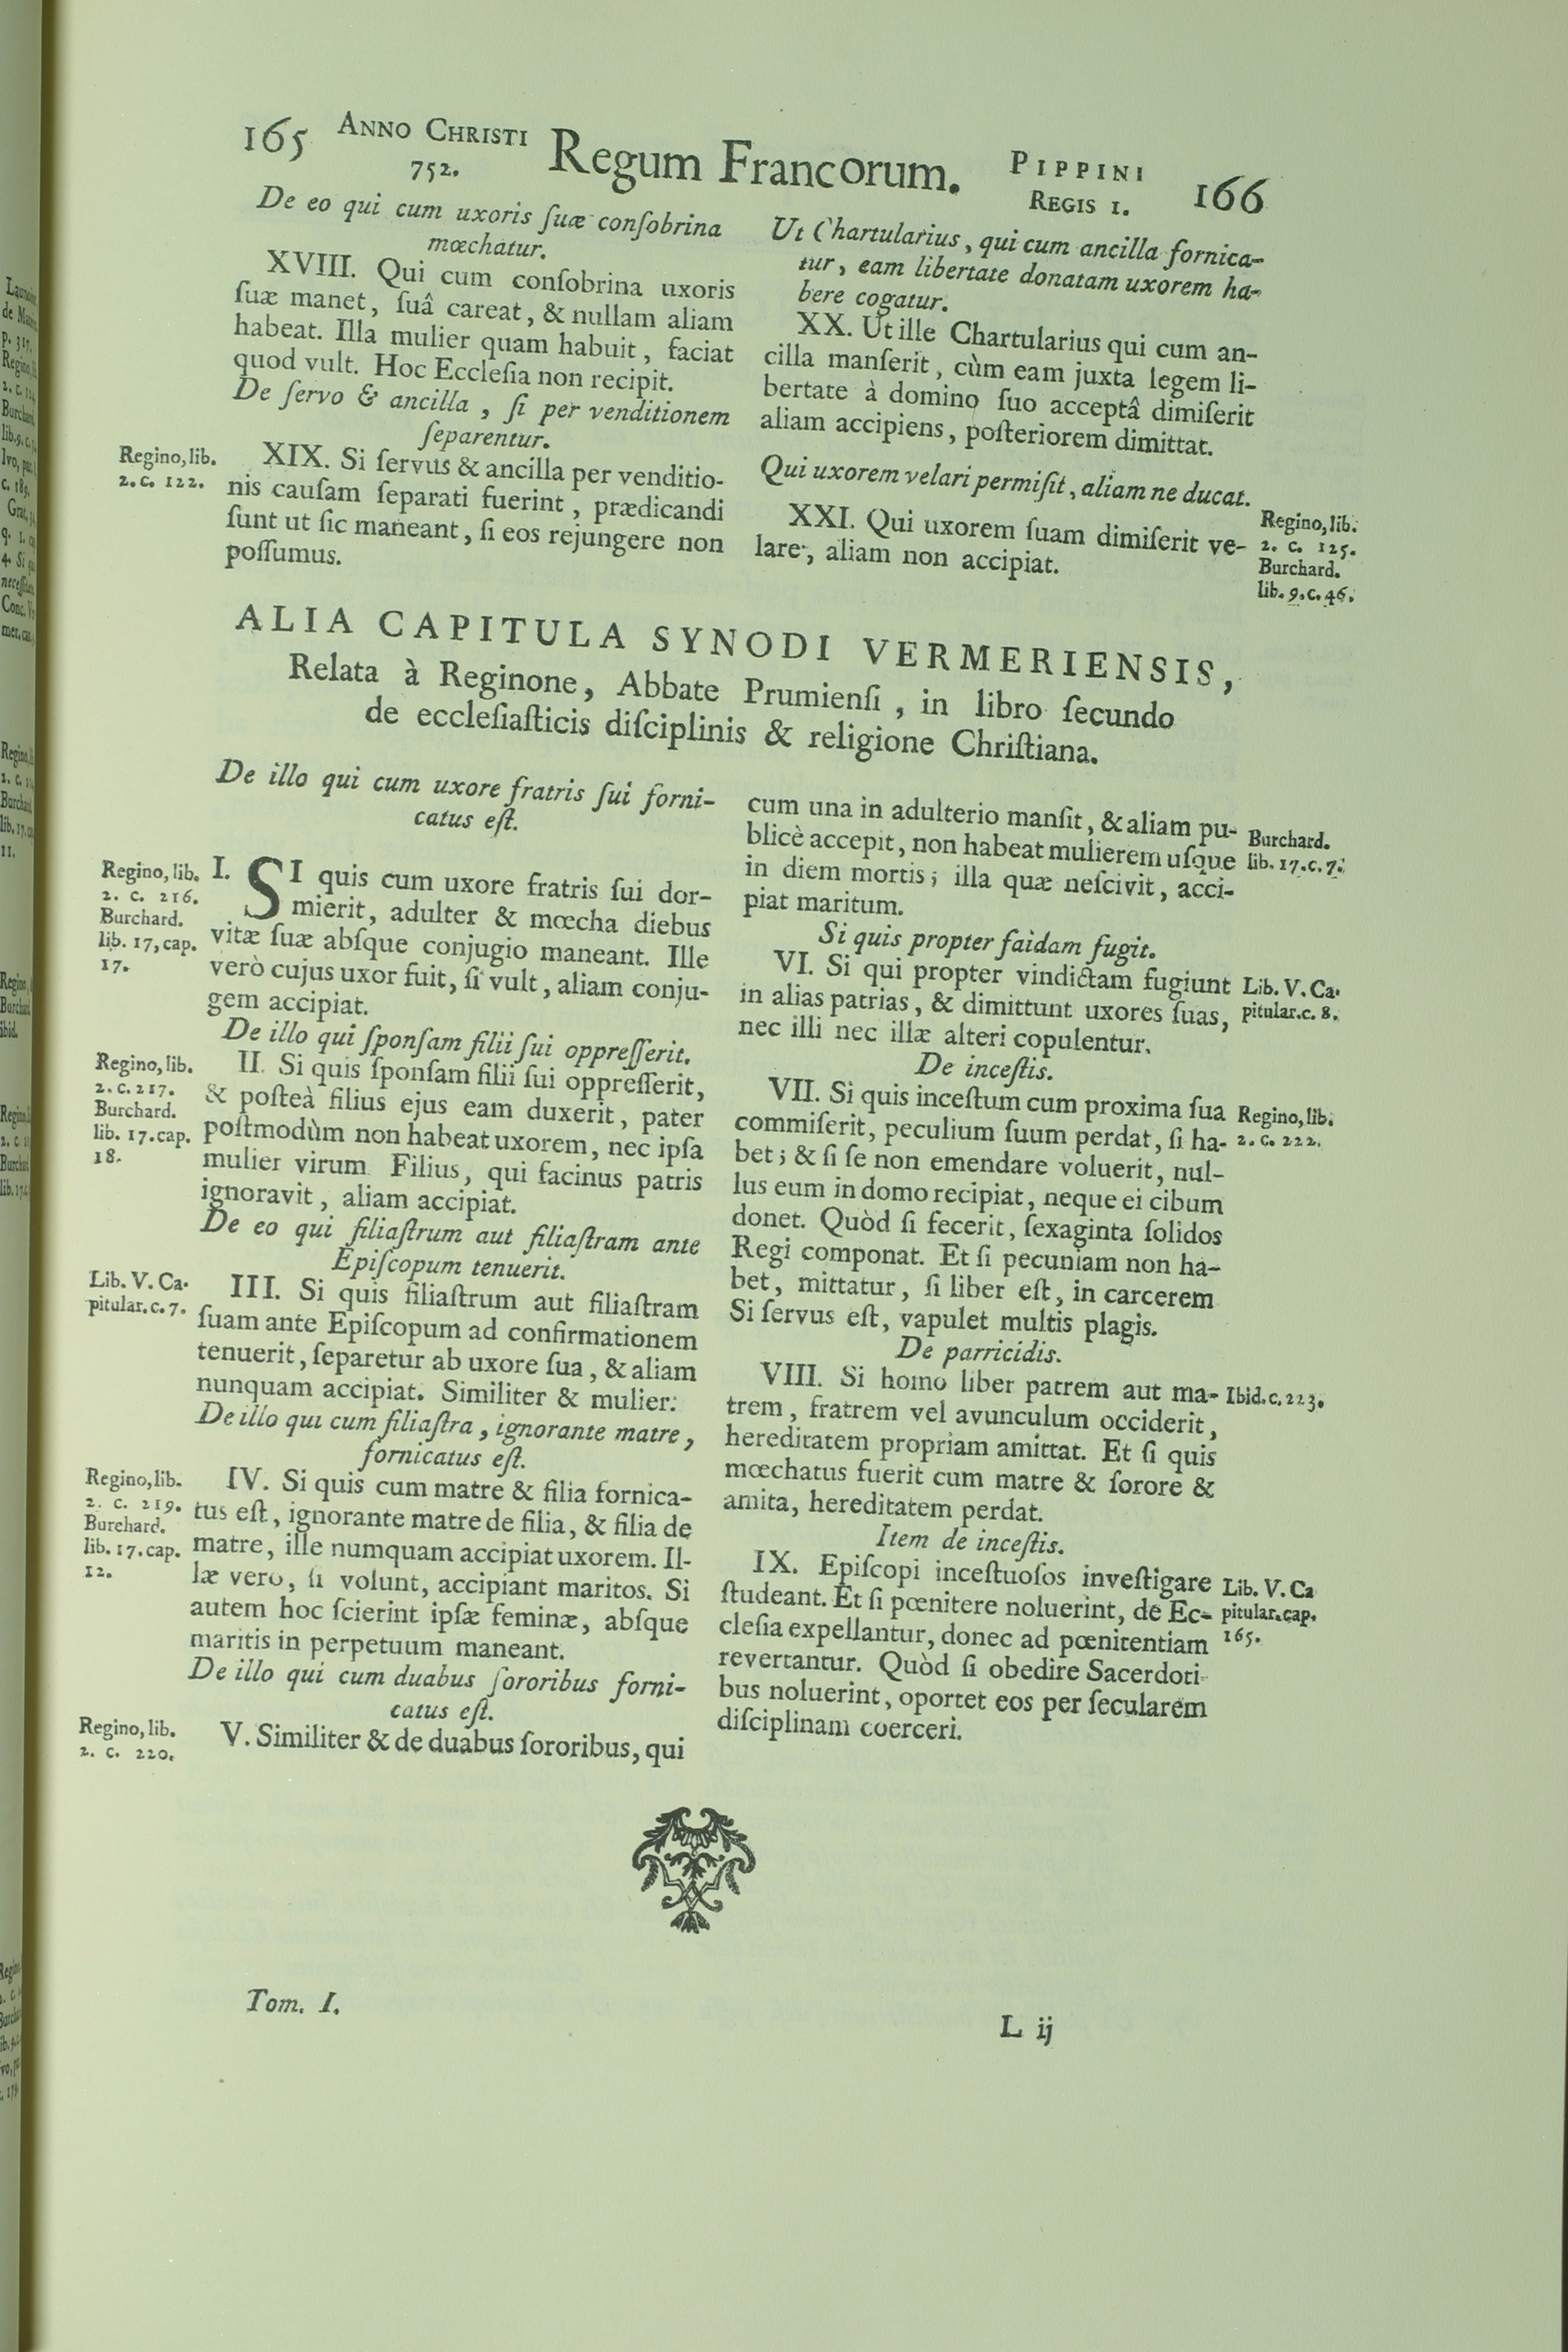 165 ANNO CHRISTI 752. Regum Francorum. PIPPINI REGIS I. 166
De eo qui cum uxoris ſuæ conſobrina
mœchatur.
XVIII. Qui cum conſobrina uxoris
ſuæ manet, ſuâ careat, & nullam aliam
habeat. Illa mulier quam habuit, faciat
quod vult. Hoc Eccleſia non recipit.
De ſervo & ancilla, ſi per venditionem
ſeparentur.
Regino, lib.
2. c. 122.
XIX. Si ſervus & ancilla per venditio-
nis cauſam ſeparati fuerint, prædicandi
ſunt ut ſic maneant, ſi eos rejungere non
poſſumus.
Ut Chartularius, qui cum ancilla fornica-
tur, eam libertate donatam uxorem ha-
bere cogatur.
XX. Ut ille Chartularius qui cum an-
cilla manſerit, cùm eam juxta legem li-
bertate à domino ſuo acceptâ dimiſerit
aliam accipiens, poſteriorem dimittat.
Qui uxorem velari permiſit, aliam ne ducat.
XXI. Qui uxorem ſuam dimiſerit ve-
lare, aliam non accipiat.
Regino, lib.
2. c. 125.
Burchard.
lib. 9. c. 46.
ALIA CAPITULA SYNODI VERMERIENSIS,
Relata à Reginone, Abbate Prumienſi, in libro ſecundo
de eccleſiaſticis diſciplinis & religione Chriſtiana.
De illo qui cum uxore fratris ſui forni-
catus eſt.
Regino, lib.
2. c. 216.
Burchard.
lib. 17, cap.
17.
I. SI quis cum uxore fratris ſui dor-
mierit, adulter & mœcha diebus
vitæ ſuæ abſque conjugio maneant. Ille
verò cujus uxor fuit, ſi vult, aliam conju-
gem accipiat.
De illo qui ſponſam filii ſui oppreſſerit.
Regino, lib.
2. c. 217.
Burchard.
lib. 17. cap.
18.
II. Si quis ſponſam filii ſui oppreſſerit,
& poſteà filius ejus eam duxerit, pater
poſtmodùm non habeat uxorem, nec ipſa
mulier virum. Filius, qui facinus patris
ignoravit, aliam accipiat.
De eo qui filiaſtrum aut filiaſtram ante
Epiſcopum tenuerit.
Lib. V. Ca-
pitular. c. 7.
III. Si quis filiaſtrum aut filiaſtram
ſuam ante Epiſcopum ad confirmationem
tenuerit, ſeparetur ab uxore ſua, & aliam
nunquam accipiat. Similiter & mulier.
De illo qui cum filiaſtra, ignorante matre,
fornicatus eſt.
Regino, lib.
2. c. 219.
Burchard.
lib. 17. cap.
12.
IV. Si quis cum matre & filia fornica-
tus eſt, ignorante matre de filia, & filia de
matre, ille numquam accipiat uxorem. Il-
læ vero, ſi volunt, accipiant maritos. Si
autem hoc ſcierint ipſæ feminæ, abſque
maritis in perpetuum maneant.
De illo qui cum duabus ſororibus forni-
catus eſt.
Regino, lib.
2. c. 220.
V. Similiter & de duabus ſororibus, qui
cum una in adulterio manſit, & aliam pu-
blicè accepit, non habeat mulierem uſque
in diem mortis; illa quæ neſcivit, acci-
piat maritum.
Burchard.
lib. 17. c. 7.
Si quis propter faidam fugit.
VI. Si qui propter vindictam fugiunt
in alias patrias, & dimittunt uxores ſuas,
nec illi nec illæ alteri copulentur.
Lib. V. Ca-
pitular. c. 8.
De inceſtis.
VII. Si quis inceſtum cum proxima ſua
commiſerit, peculium ſuum perdat, ſi ha-
bet; & ſi ſe non emendare voluerit, nul-
lus eum in domo recipiat, neque ei cibum
donet. Quòd ſi fecerit, ſexaginta ſolidos
Regi componat. Et ſi pecuniam non ha-
bet, mittatur, ſi liber eſt, in carcerem
Si ſervus eſt, vapulet multis plagis.
Regino, lib.
2. c. 222.
De parricidis.
VIII. Si homo liber patrem aut ma-
trem, fratrem vel avunculum occiderit,
hereditatem propriam amittat. Et ſi quis
mœchatus fuerit cum matre & ſorore &
amita, hereditatem perdat.
Ibid. c. 223.
Item de inceſtis.
IX. Epiſcopi inceſtuoſos inveſtigare
ſtudeant. Et ſi pœnitere noluerint, de Ec-
cleſia expellantur, donec ad pœnitentiam
revertantur. Quòd ſi obedire Sacerdoti-
bus noluerint, oportet eos per ſecularem
diſciplinam coerceri.
Lib. V. Ca
pitular. cap.
165.
Tom. I.
L ij